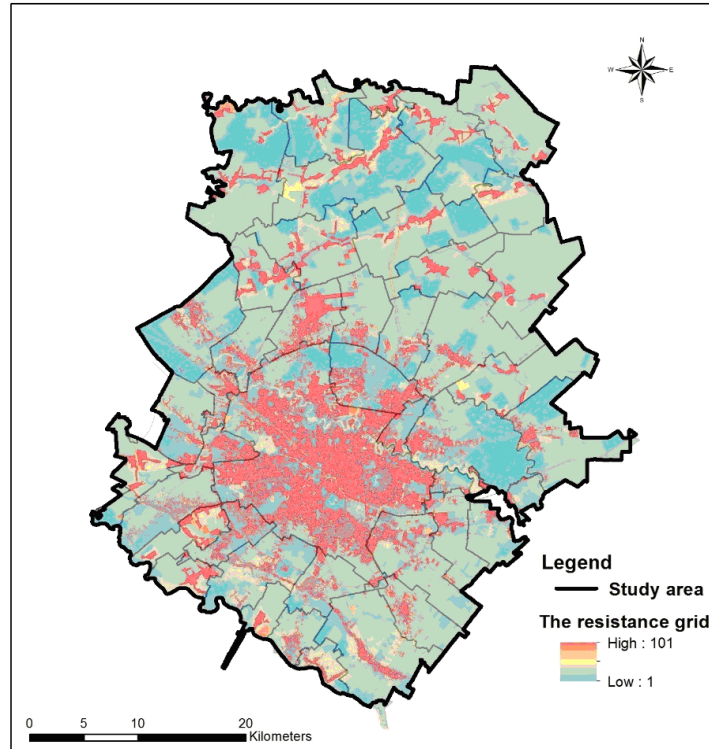 N
W E
S
Legend
Study area
The resistance grid
High : 101
Low : 1
0 5 10 20
Kilometers